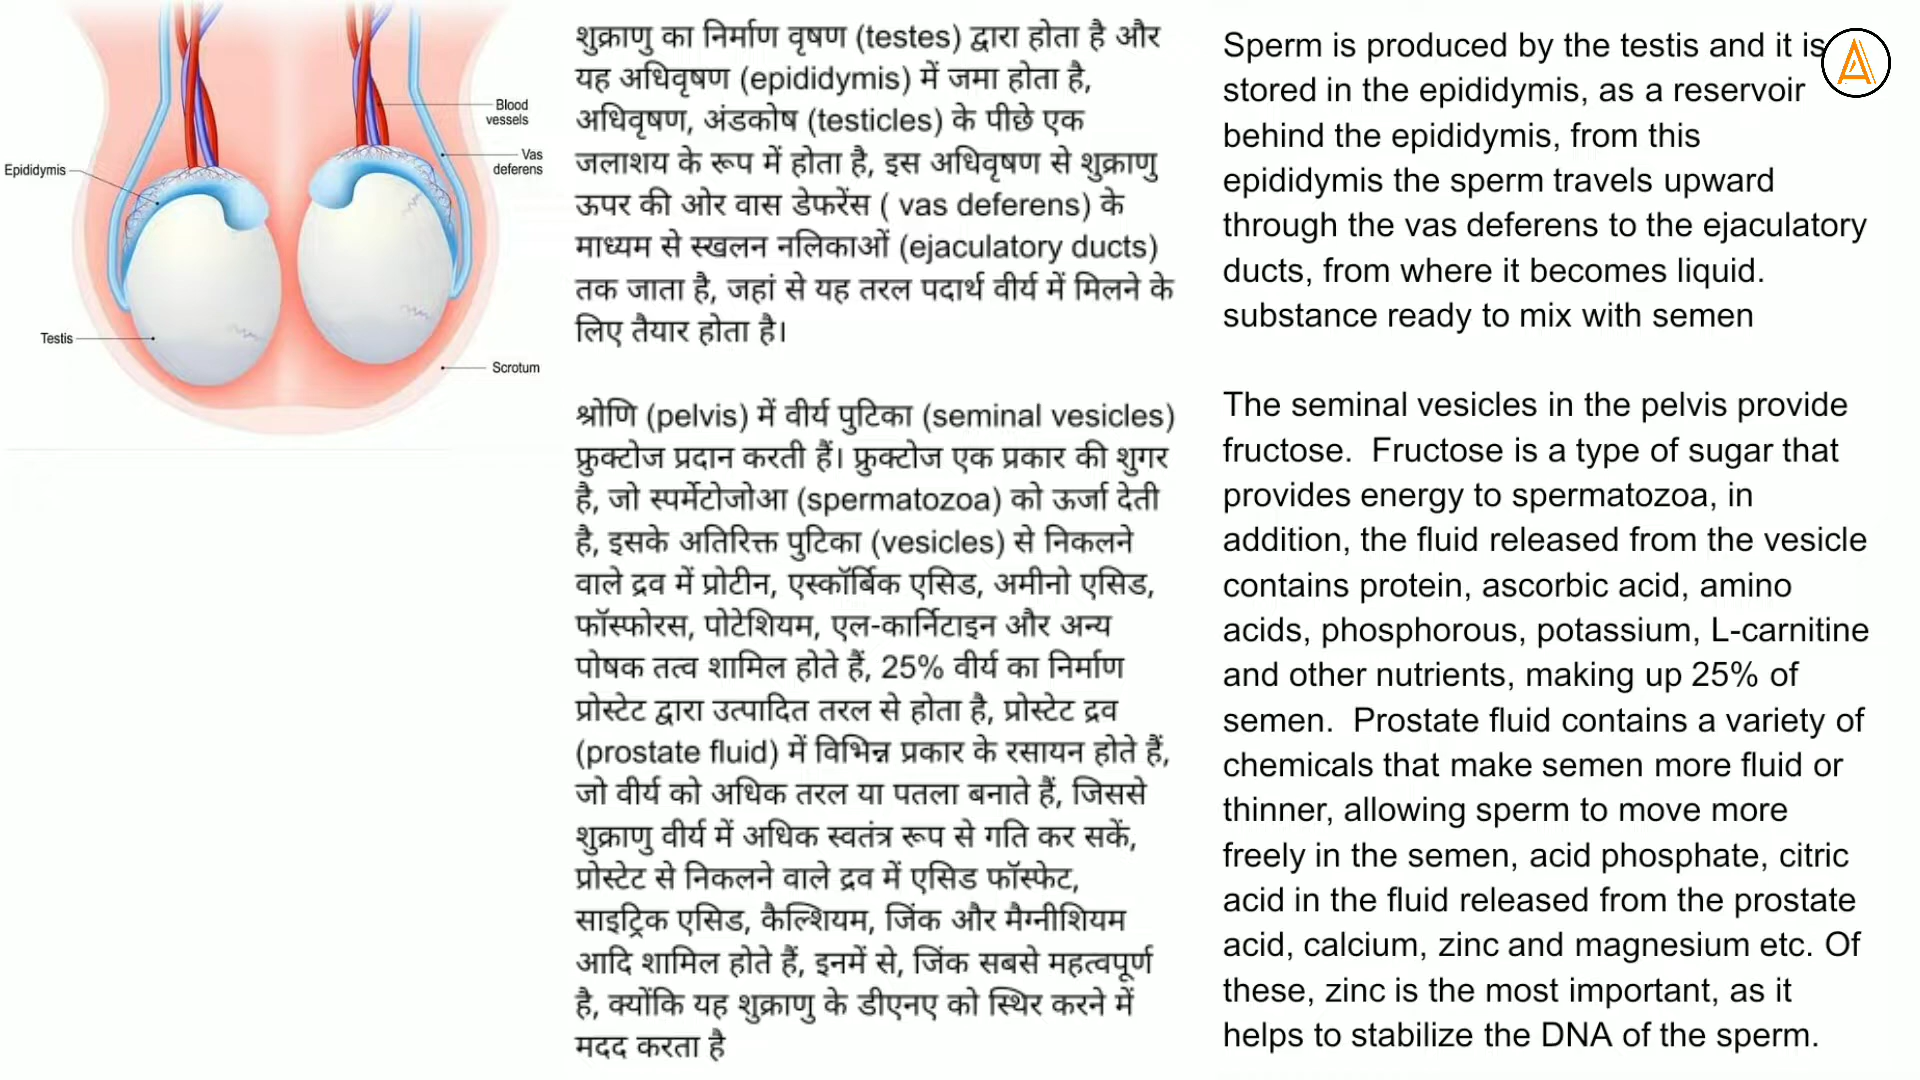 Blood
vessels
Vas
deferens
Epididymis
Testis
Scrotum
शुक्राणु का निर्माण वृषण (testes) द्वारा होता है और
यह अधिवृषण (epididymis) में जमा होता है,
अधिवृषण, अंडकोष (testicles) के पीछे एक
जलाशय के रूप में होता है, इस अधिवृषण से शुक्राणु
ऊपर की ओर वास डेफरेंस ( vas deferens) के
माध्यम से स्खलन नलिकाओं (ejaculatory ducts)
तक जाता है, जहां से यह तरल पदार्थ वीर्य में मिलने के
लिए तैयार होता है।
श्रोणि (pelvis) में वीर्य पुटिका (seminal vesicles)
फ्रुक्टोज प्रदान करती हैं। फ्रुक्टोज एक प्रकार की शुगर
है, जो स्पर्मेटोजोआ (spermatozoa) को ऊर्जा देती
है, इसके अतिरिक्त पुटिका (vesicles) से निकलने
वाले द्रव में प्रोटीन, एस्कॉर्बिक एसिड, अमीनो एसिड,
फॉस्फोरस, पोटेशियम, एल-कार्निटाइन और अन्य
पोषक तत्व शामिल होते हैं, 25% वीर्य का निर्माण
प्रोस्टेट द्वारा उत्पादित तरल से होता है, प्रोस्टेट द्रव
(prostate fluid) में विभिन्न प्रकार के रसायन होते हैं,
जो वीर्य को अधिक तरल या पतला बनाते हैं, जिससे
शुक्राणु वीर्य में अधिक स्वतंत्र रूप से गति कर सकें,
प्रोस्टेट से निकलने वाले द्रव में एसिड फॉस्फेट,
साइट्रिक एसिड, कैल्शियम, जिंक और मैग्नीशियम
आदि शामिल होते हैं, इनमें से, जिंक सबसे महत्वपूर्ण
है, क्योंकि यह शुक्राणु के डीएनए को स्थिर करने में
मदद करता है
Sperm is produced by the testis and it is
stored in the epididymis, as a reservoir
behind the epididymis, from this
epididymis the sperm travels upward
through the vas deferens to the ejaculatory
ducts, from where it becomes liquid.
substance ready to mix with semen
The seminal vesicles in the pelvis provide
fructose.  Fructose is a type of sugar that
provides energy to spermatozoa, in
addition, the fluid released from the vesicle
contains protein, ascorbic acid, amino
acids, phosphorous, potassium, L-carnitine
and other nutrients, making up 25% of
semen.  Prostate fluid contains a variety of
chemicals that make semen more fluid or
thinner, allowing sperm to move more
freely in the semen, acid phosphate, citric
acid in the fluid released from the prostate
acid, calcium, zinc and magnesium etc. Of
these, zinc is the most important, as it
helps to stabilize the DNA of the sperm.